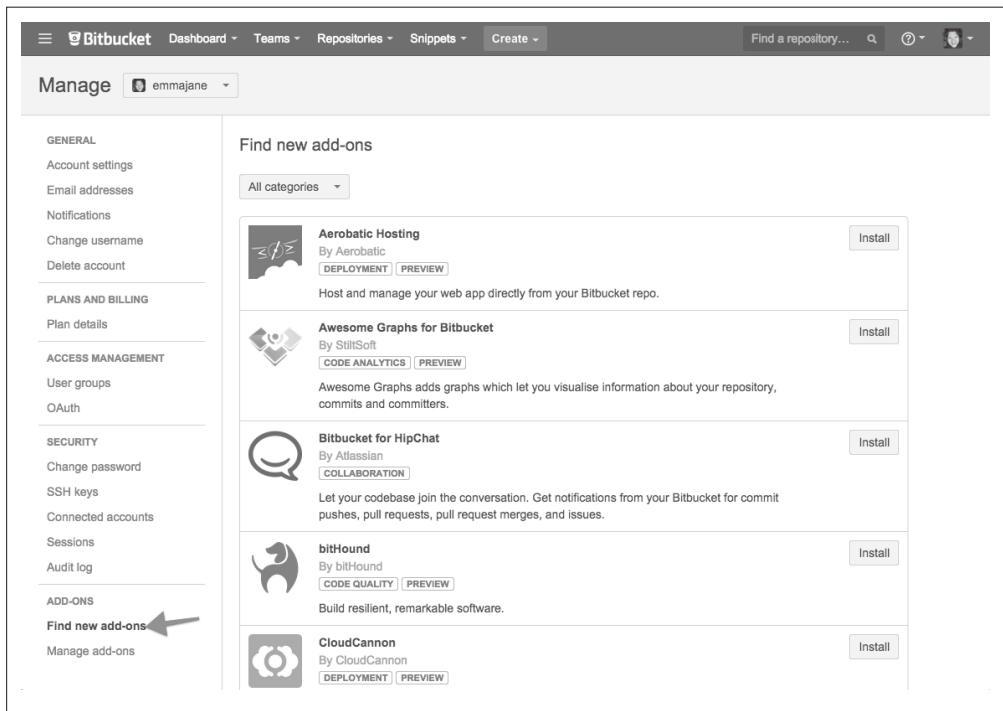 Bitbucket Dashboard Teams Repositories Snippets Create Find a repository...
Manage emmajane
GENERAL
Account settings
Email addresses
Notifications
Change username
Delete account
PLANS AND BILLING
Plan details
ACCESS MANAGEMENT
User groups
OAuth
SECURITY
Change password
SSH keys
Connected accounts
Sessions
Audit log
ADD-ONS
Find new add-ons
Manage add-ons
Find new add-ons
All categories
Aerobatic Hosting
By Aerobatic
DEPLOYMENT PREVIEW
Host and manage your web app directly from your Bitbucket repo.
Install
Awesome Graphs for Bitbucket
By StiltSoft
CODE ANALYTICS PREVIEW
Awesome Graphs adds graphs which let you visualise information about your repository,
commits and committers.
Install
Bitbucket for HipChat
By Atlassian
COLLABORATION
Let your codebase join the conversation. Get notifications from your Bitbucket for commit
pushes, pull requests, pull request merges, and issues.
Install
bitHound
By bitHound
CODE QUALITY PREVIEW
Build resilient, remarkable software.
Install
CloudCannon
By CloudCannon
DEPLOYMENT PREVIEW
Install